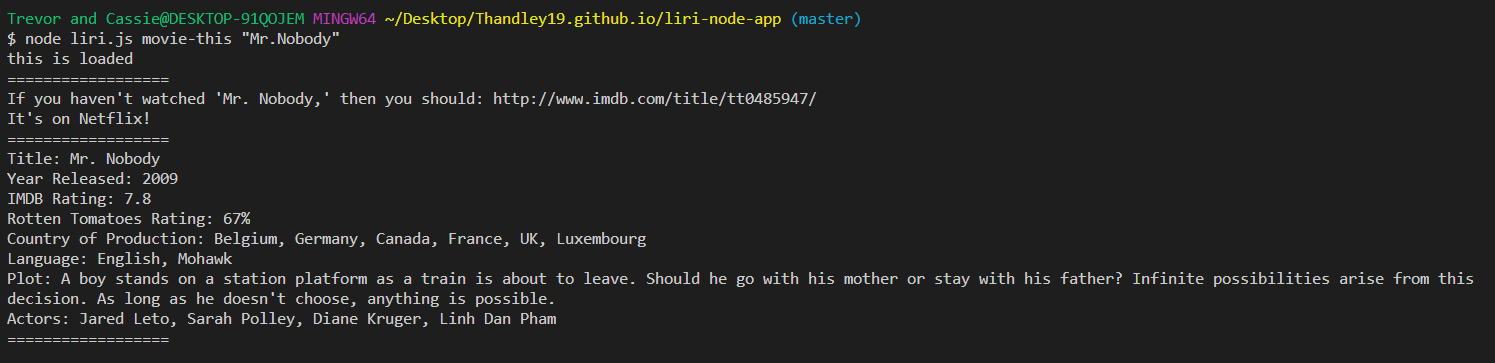 Trevor and Cassie@DESKTOP-91QOJEM MINGW64 ~/Desktop/Thandley19.github.io/liri-node-app (master)
$ node liri.js movie-this "Mr.Nobody"
this is loaded
==================
If you haven't watched 'Mr. Nobody,' then you should: http://www.imdb.com/title/tt0485947/
It's on Netflix!
==================
Title: Mr. Nobody
Year Released: 2009
IMDB Rating: 7.8
Rotten Tomatoes Rating: 67%
Country of Production: Belgium, Germany, Canada, France, UK, Luxembourg
Language: English, Mohawk
Plot: A boy stands on a station platform as a train is about to leave. Should he go with his mother or stay with his father? Infinite possibilities arise from this
decision. As long as he doesn't choose, anything is possible.
Actors: Jared Leto, Sarah Polley, Diane Kruger, Linh Dan Pham
==================